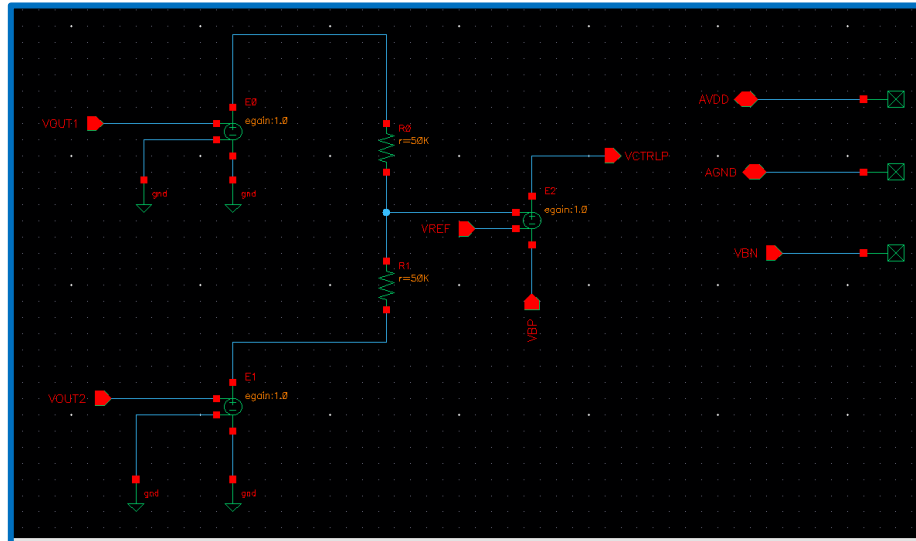 E0
egain:1.0
VOUT1
gnd
gnd
R0
r=50K
VCTRLP
E2
egain:1.0
VREF
VBP
R1
r=50K
E1
egain:1.0
VOUT2
gnd
gnd
AVDD
AGND
VBN